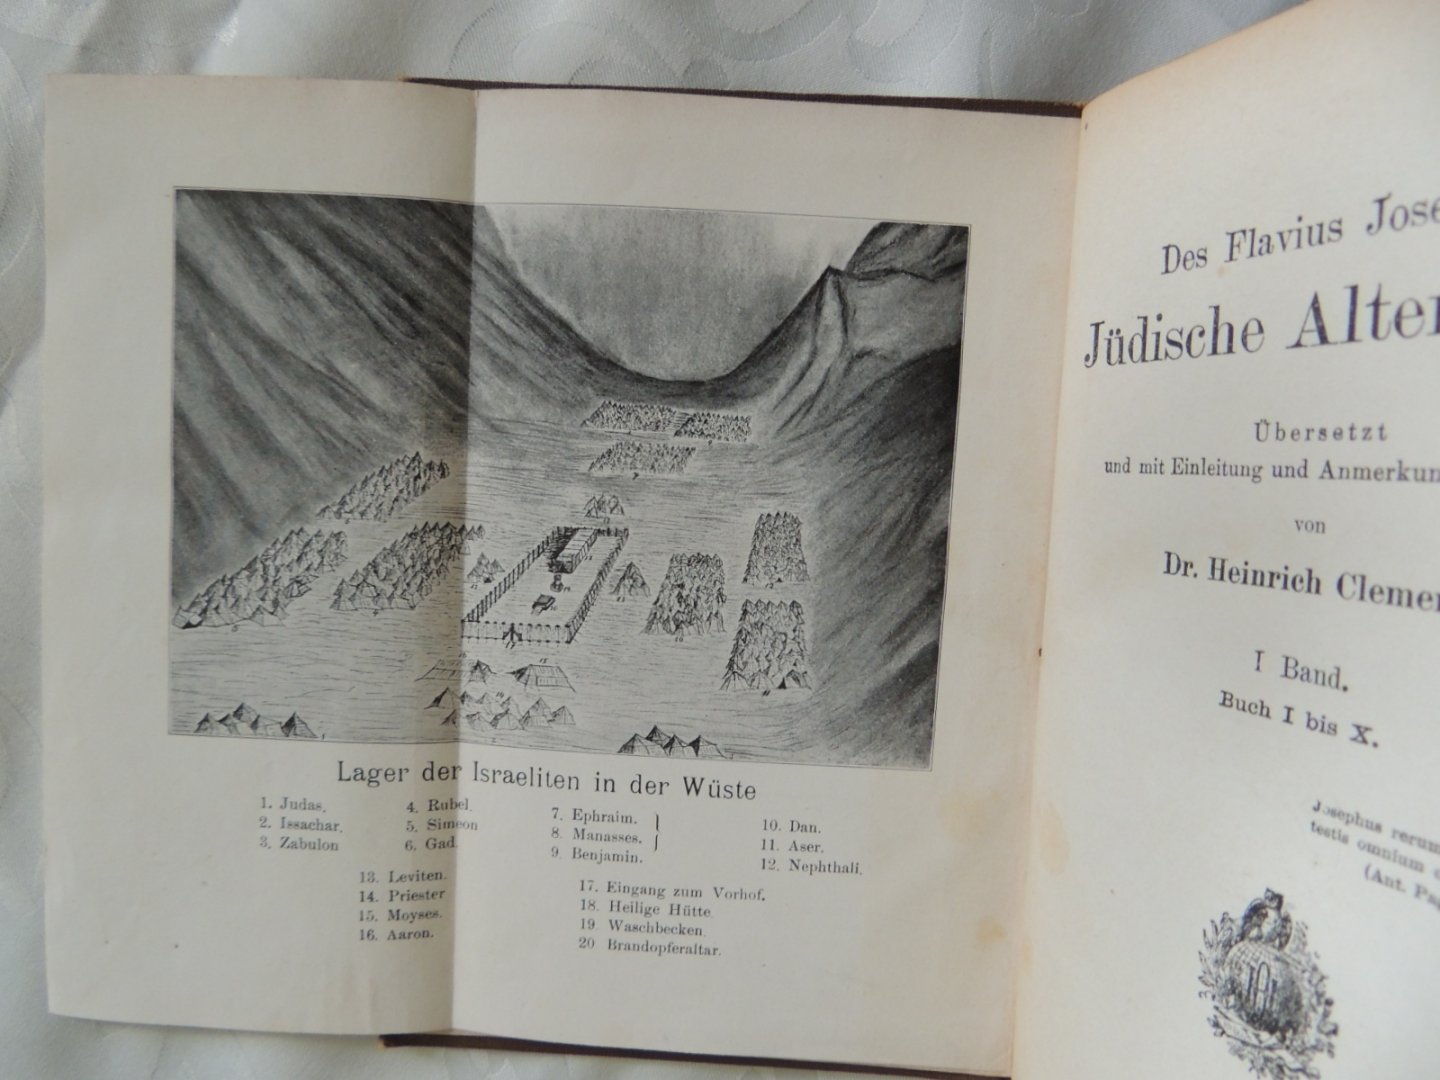 Lager der Israeliten in der Wüste
1. Judas.
2. Issachar.
3. Zabulon
4. Rubel.
5. Simeon
6. Gad.
7. Ephraim.
8. Manasses.
9. Benjamin.
10. Dan.
11. Aser.
12. Nephthali.
13. Leviten.
14. Priester
15. Moyses.
16. Aaron.
17. Eingang zum Vorhof.
18. Heilige Hütte.
19. Waschbecken.
20 Brandopferaltar.
Des Flavius Jose
Jüdische Alter
Übersetzt
und mit Einleitung und Anmerkun
von
Dr. Heinrich Cleme
I Band.
Buch I bis X.
Josephus rerum
testis omnium
(Ant. Pos